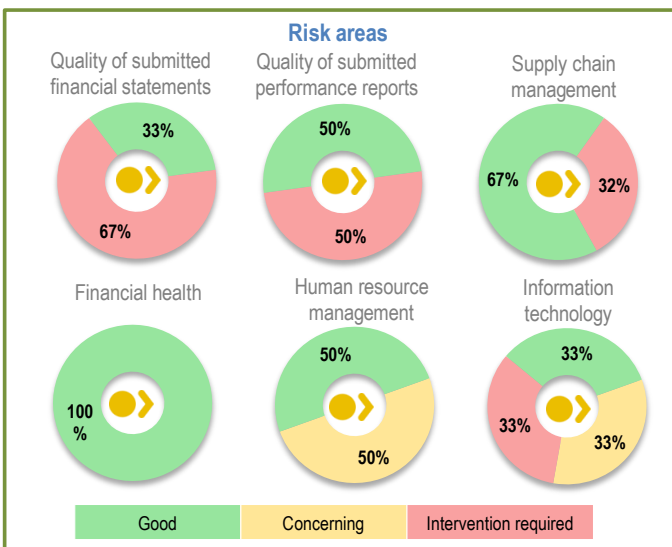 Risk areas
Quality of submitted
financial statements
Quality of submitted
performance reports
Supply chain
management
33%
67%
50%
50%
67%
32%
Financial health
Human resource
management
Information
technology
100
%
50%
50%
33%
33%
33%
Good
Concerning
Intervention required